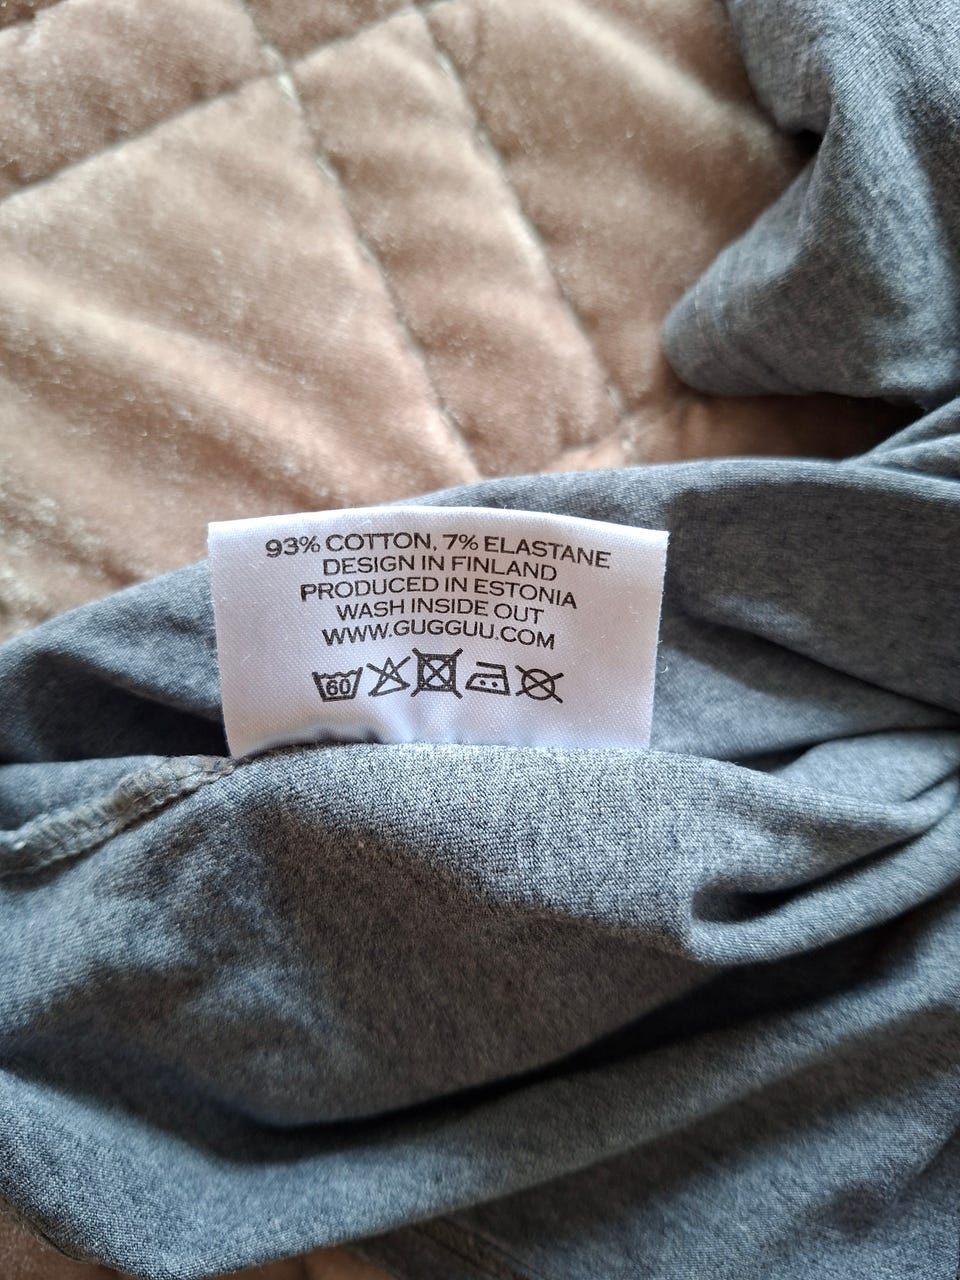 93% COTTON, 7% ELASTANE
DESIGN IN FINLAND
PRODUCED IN ESTONIA
WASH INSIDE OUT
WWW.GUGGUU.COM
60